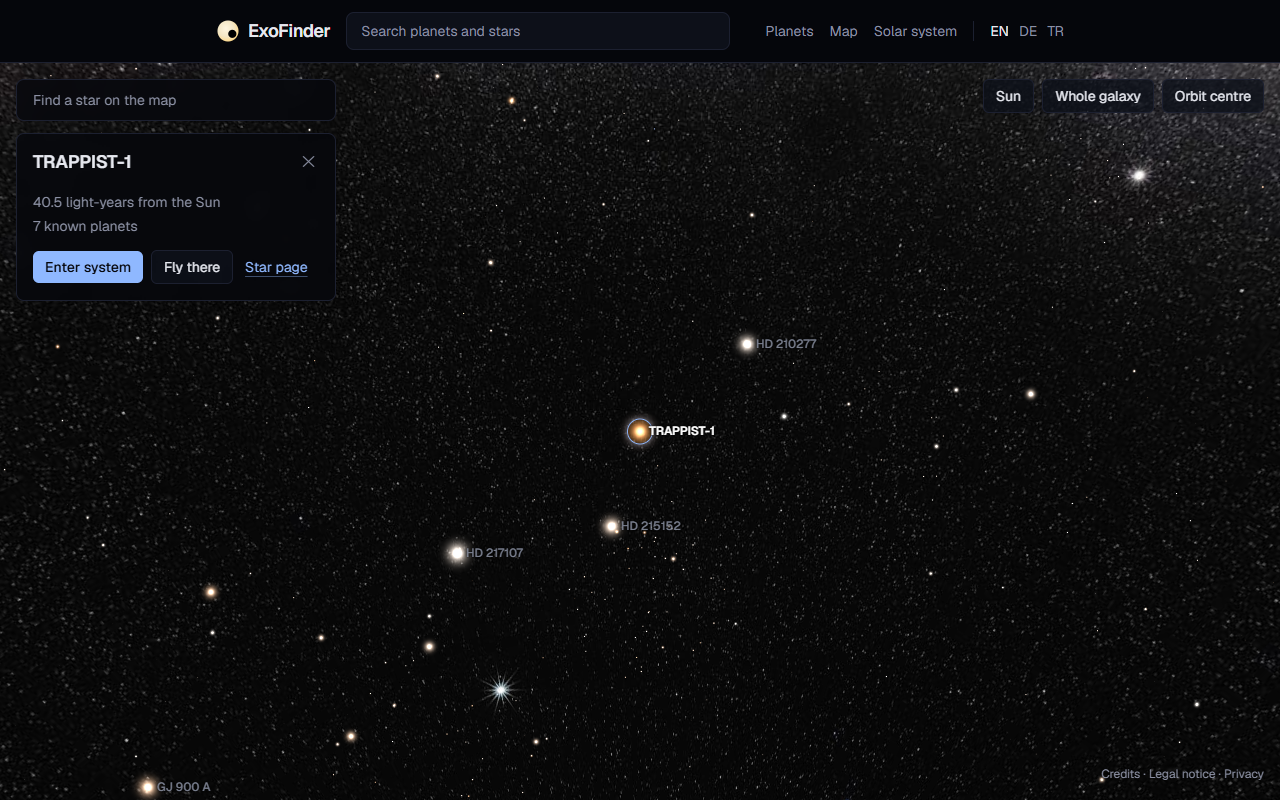 ExoFinder
Search planets and stars
Planets
Map
Solar system
EN
DE
TR
Find a star on the map
Sun
Whole galaxy
Orbit centre
TRAPPIST-1
40.5 light-years from the Sun
7 known planets
Enter system
Fly there
Star page
HD 210277
TRAPPIST-1
HD 215152
HD 217107
GJ 900 A
Credits · Legal notice · Privacy